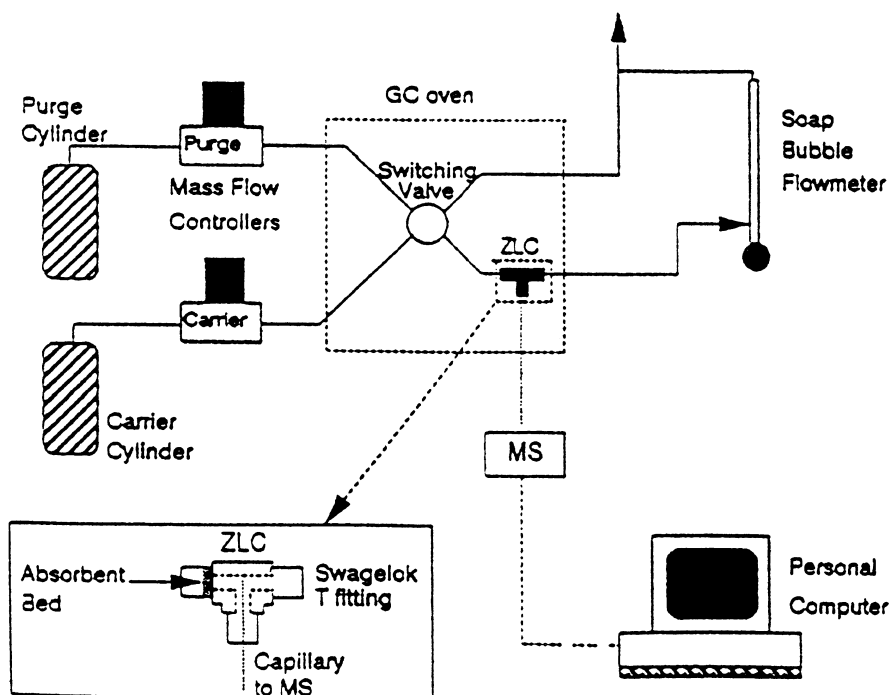 GC oven
Purge
Cylinder
Purge
Mass Flow
Controllers
Switching
Valve
Soap
Bubble
Flowmeter
ZLC
Carrier
Carrier
Cylinder
MS
ZLC
Absorbent
Bed
Swagelok
T fitting
Capillary
to MS
Personal
Computer